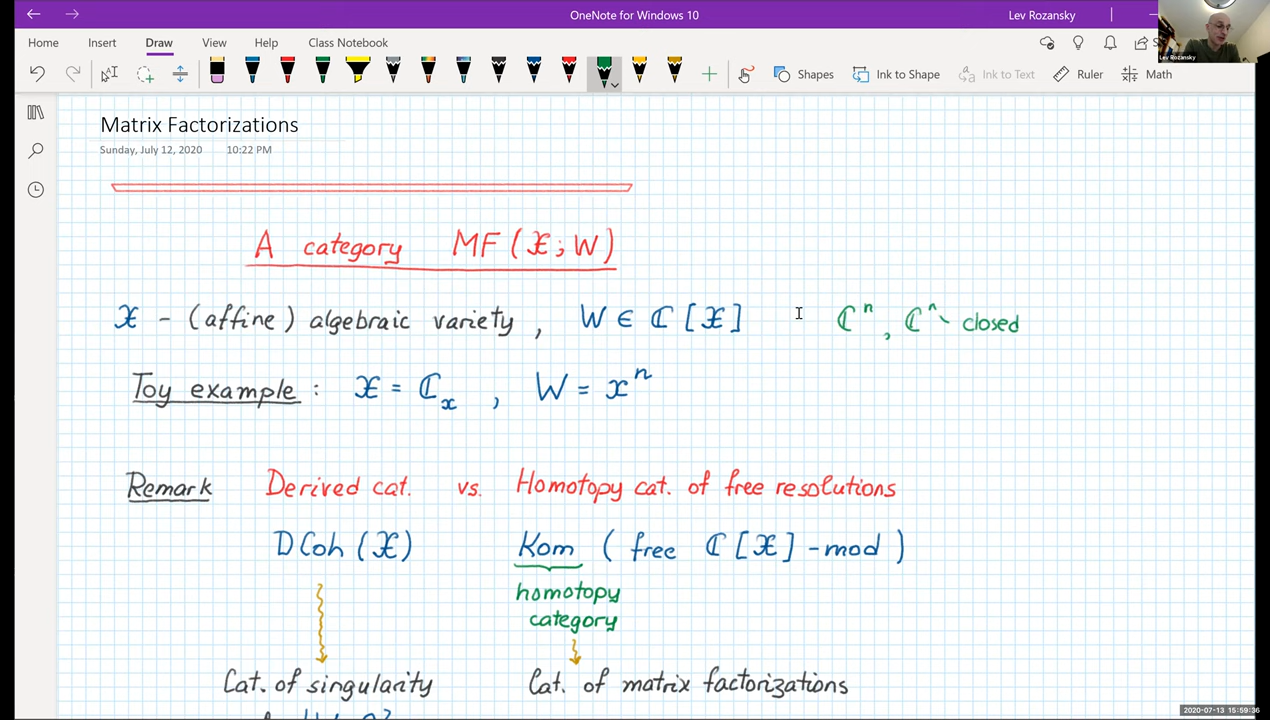 OneNote for Windows 10
Lev Rozansky
Lev Rozansky
Home Insert Draw View Help Class Notebook
Shapes Ink to Shape Ink to Text Ruler Math
Matrix Factorizations
Sunday, July 12, 2020 10:22 PM
A category MF(𝔛; W)
𝔛 - (affine) algebraic variety, W ∈ ℂ[𝔛] ℂⁿ, ℂⁿ∖ closed
Toy example: 𝔛 = ℂₓ, W = xⁿ
Remark Derived cat. vs. Homotopy cat. of free resolutions
DCoh(𝔛) Kom (free ℂ[𝔛]-mod)
homotopy
category
Cat. of singularity Cat. of matrix factorizations
2020-07-13 15:59:36